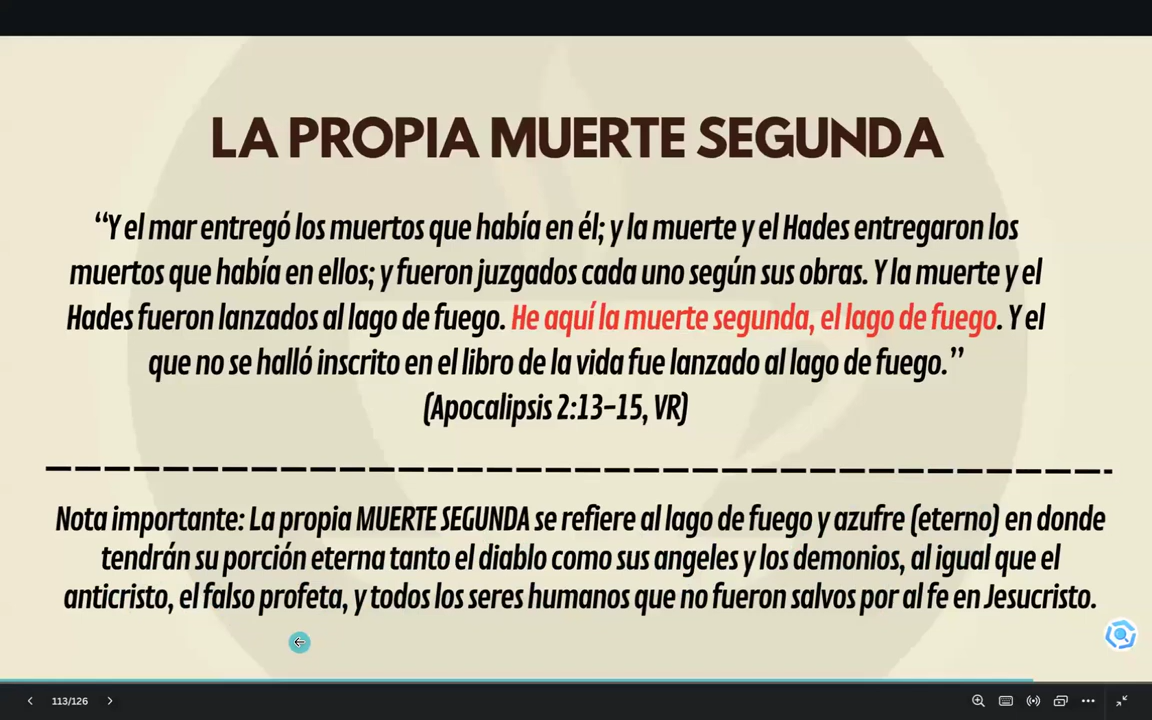 LA PROPIA MUERTE SEGUNDA
“Y el mar entregó los muertos que había en él; y la muerte y el Hades entregaron los
muertos que había en ellos; y fueron juzgados cada uno según sus obras. Y la muerte y el
Hades fueron lanzados al lago de fuego. He aquí la muerte segunda, el lago de fuego. Y el
que no se halló inscrito en el libro de la vida fue lanzado al lago de fuego.”
(Apocalipsis 2:13-15, VR)
Nota importante: La propia MUERTE SEGUNDA se refiere al lago de fuego y azufre (eterno) en donde
tendrán su porción eterna tanto el diablo como sus angeles y los demonios, al igual que el
anticristo, el falso profeta, y todos los seres humanos que no fueron salvos por al fe en Jesucristo.
113/126